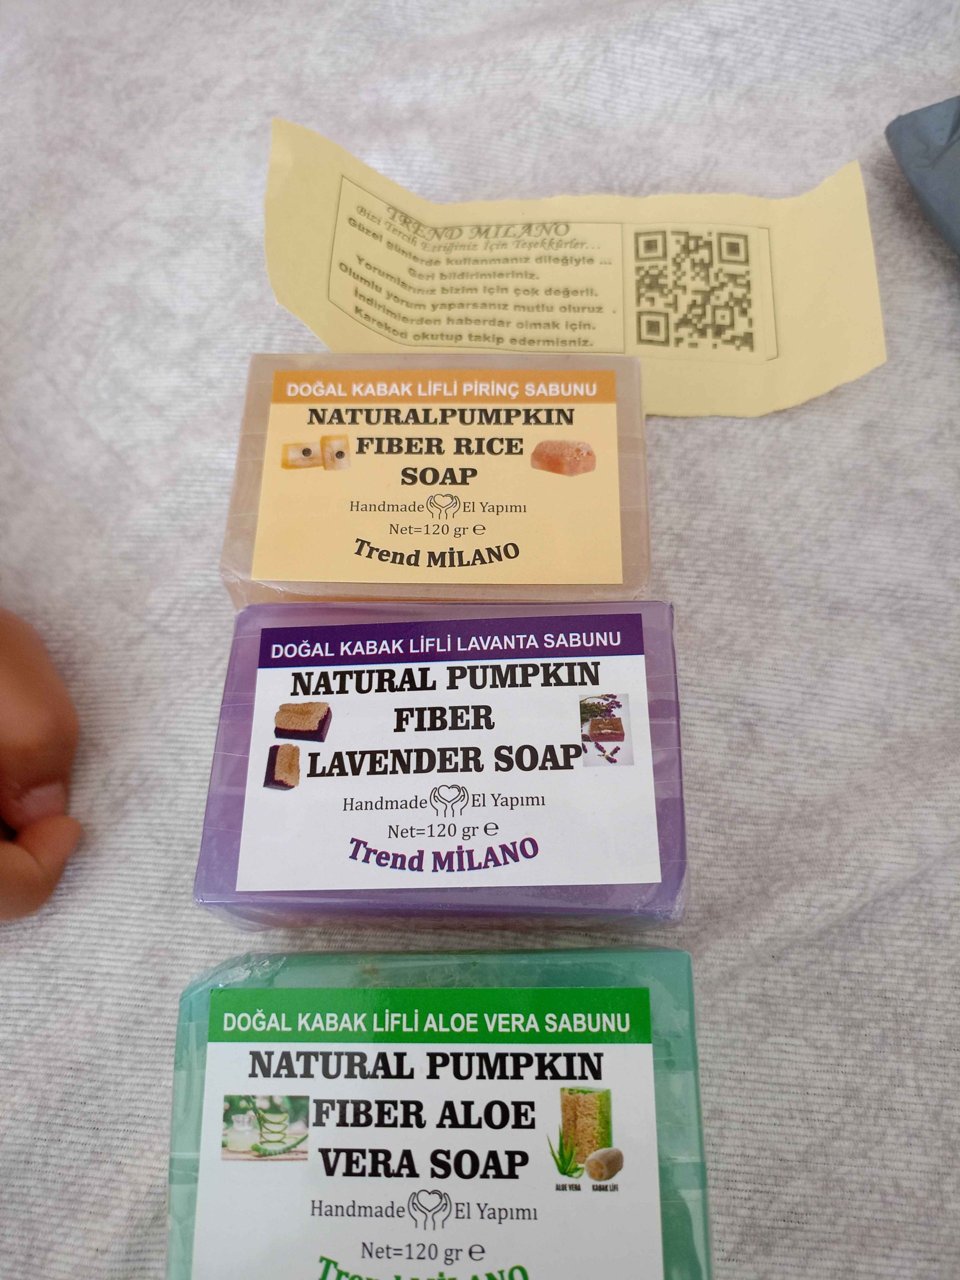 TREND MILANO
Bizi Tercih Ettiğiniz İçin Teşekkürler...
Güzel günlerde kullanmanız dileğiyle ...
Geri bildirimleriniz.
Yorumlarınız bizim için çok değerli.
Olumlu yorum yaparsanız mutlu oluruz .
İndirimlerden haberdar olmak için.
Karekod okutup takip edermisniz.
DOĞAL KABAK LİFLİ PİRİNÇ SABUNU
NATURALPUMPKIN
FIBER RICE
SOAP
Handmade El Yapımı
Net=120 gr ℮
Trend MİLANO
DOĞAL KABAK LİFLİ LAVANTA SABUNU
NATURAL PUMPKIN
FIBER
LAVENDER SOAP
Handmade El Yapımı
Net=120 gr ℮
Trend MİLANO
DOĞAL KABAK LİFLİ ALOE VERA SABUNU
NATURAL PUMPKIN
FIBER ALOE
VERA SOAP
ALOE VERA KABAK LİFİ
Handmade El Yapımı
Net=120 gr ℮
Trend MİLANO